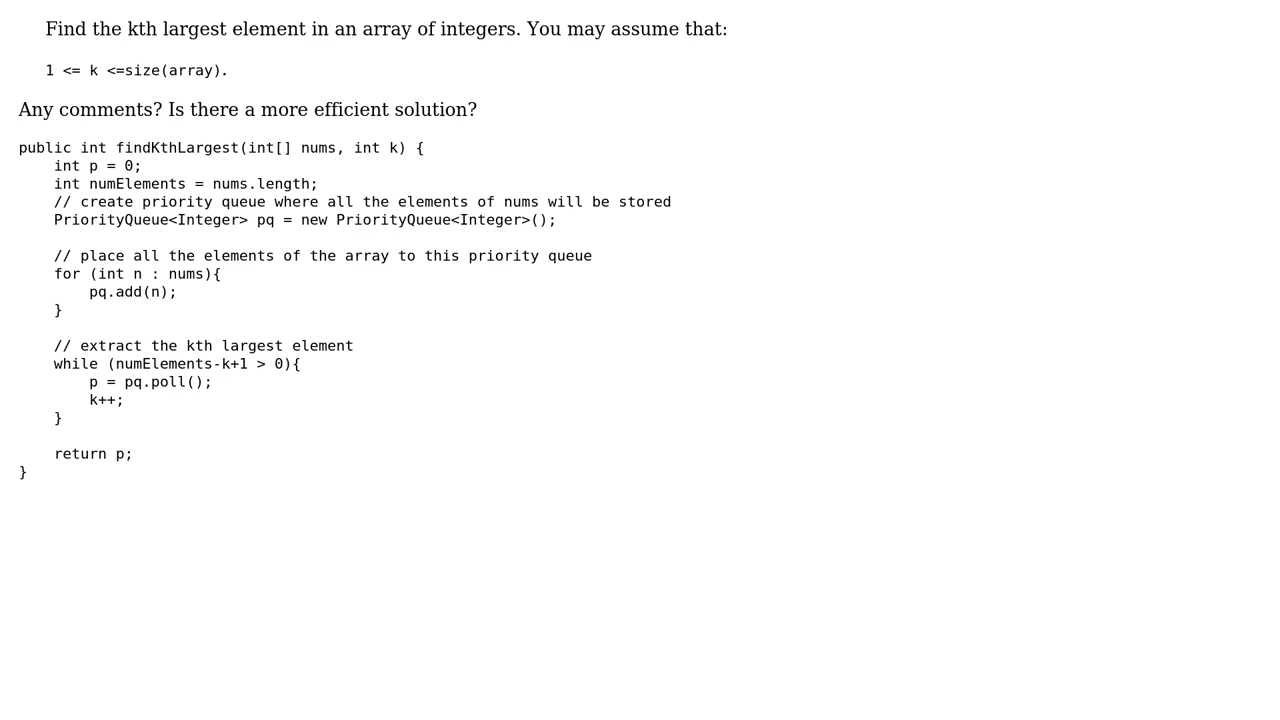 Find the kth largest element in an array of integers. You may assume that:
1 <= k <=size(array).
Any comments? Is there a more efficient solution?
public int findKthLargest(int[] nums, int k) {
    int p = 0;
    int numElements = nums.length;
    // create priority queue where all the elements of nums will be stored
    PriorityQueue<Integer> pq = new PriorityQueue<Integer>();

    // place all the elements of the array to this priority queue
    for (int n : nums){
        pq.add(n);
    }

    // extract the kth largest element
    while (numElements-k+1 > 0){
        p = pq.poll();
        k++;
    }

    return p;
}